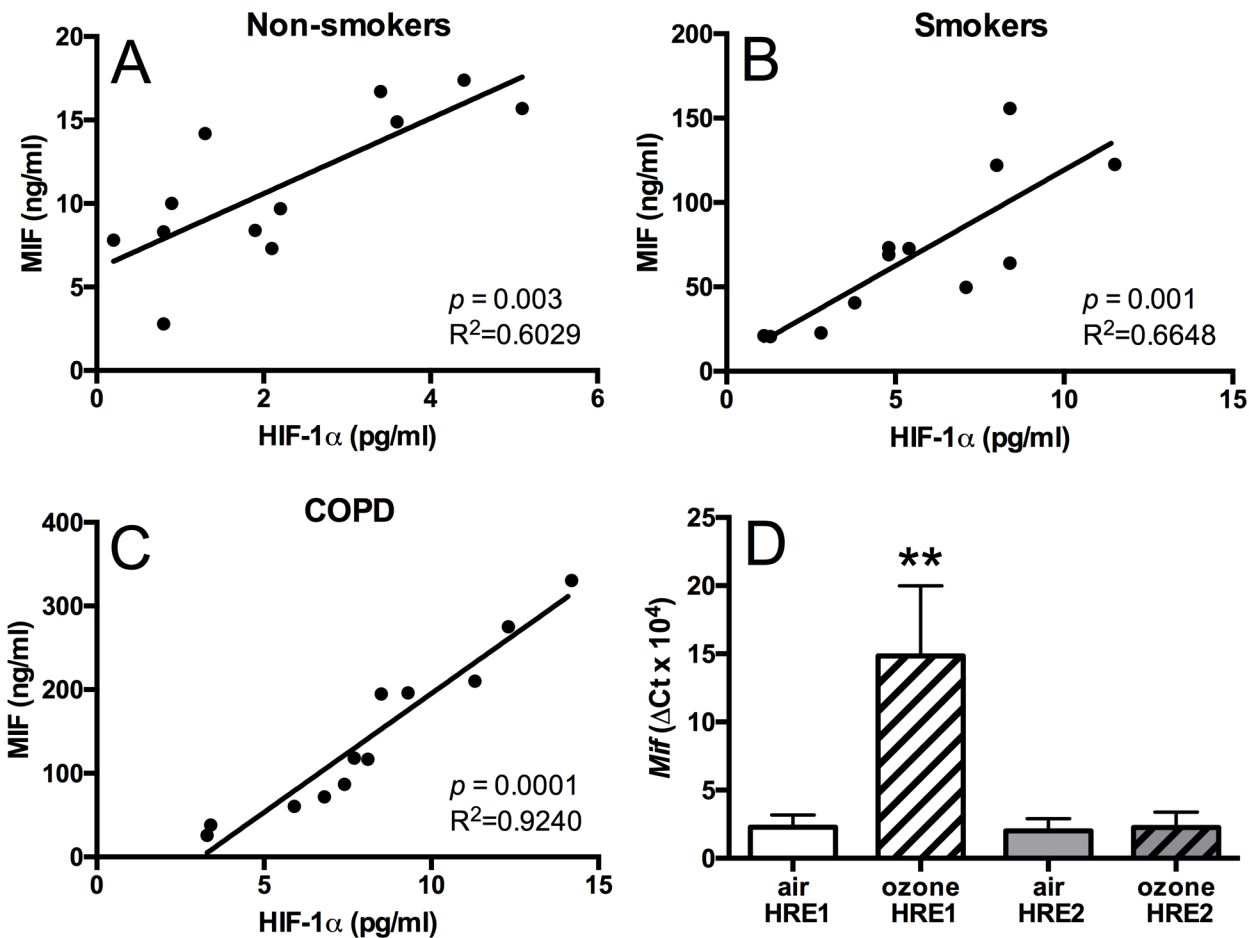 Non-smokers
A
20
15
10
5
0
MIF (ng/ml)
p = 0.003
R²=0.6029
0 2 4 6
HIF-1α (pg/ml)
Smokers
B
200
150
100
50
0
MIF (ng/ml)
p = 0.001
R²=0.6648
0 5 10 15
HIF-1α (pg/ml)
COPD
C
400
300
200
100
0
MIF (ng/ml)
p = 0.0001
R²=0.9240
0 5 10 15
HIF-1α (pg/ml)
D
25
20
15
10
5
0
Mif (ΔCt x 10⁴)
**
air ozone air ozone
HRE1 HRE1 HRE2 HRE2